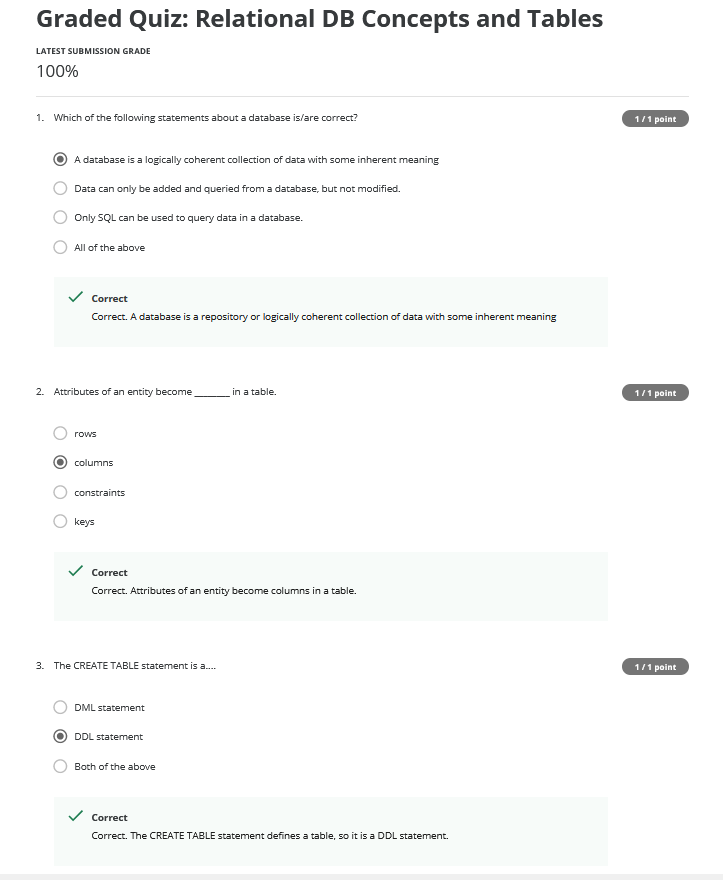 Graded Quiz: Relational DB Concepts and Tables
LATEST SUBMISSION GRADE
100%
1. Which of the following statements about a database is/are correct?
1 / 1 point
A database is a logically coherent collection of data with some inherent meaning
Data can only be added and queried from a database, but not modified.
Only SQL can be used to query data in a database.
All of the above
Correct
Correct. A database is a repository or logically coherent collection of data with some inherent meaning
2. Attributes of an entity become ________ in a table.
1 / 1 point
rows
columns
constraints
keys
Correct
Correct. Attributes of an entity become columns in a table.
3. The CREATE TABLE statement is a....
1 / 1 point
DML statement
DDL statement
Both of the above
Correct
Correct. The CREATE TABLE statement defines a table, so it is a DDL statement.